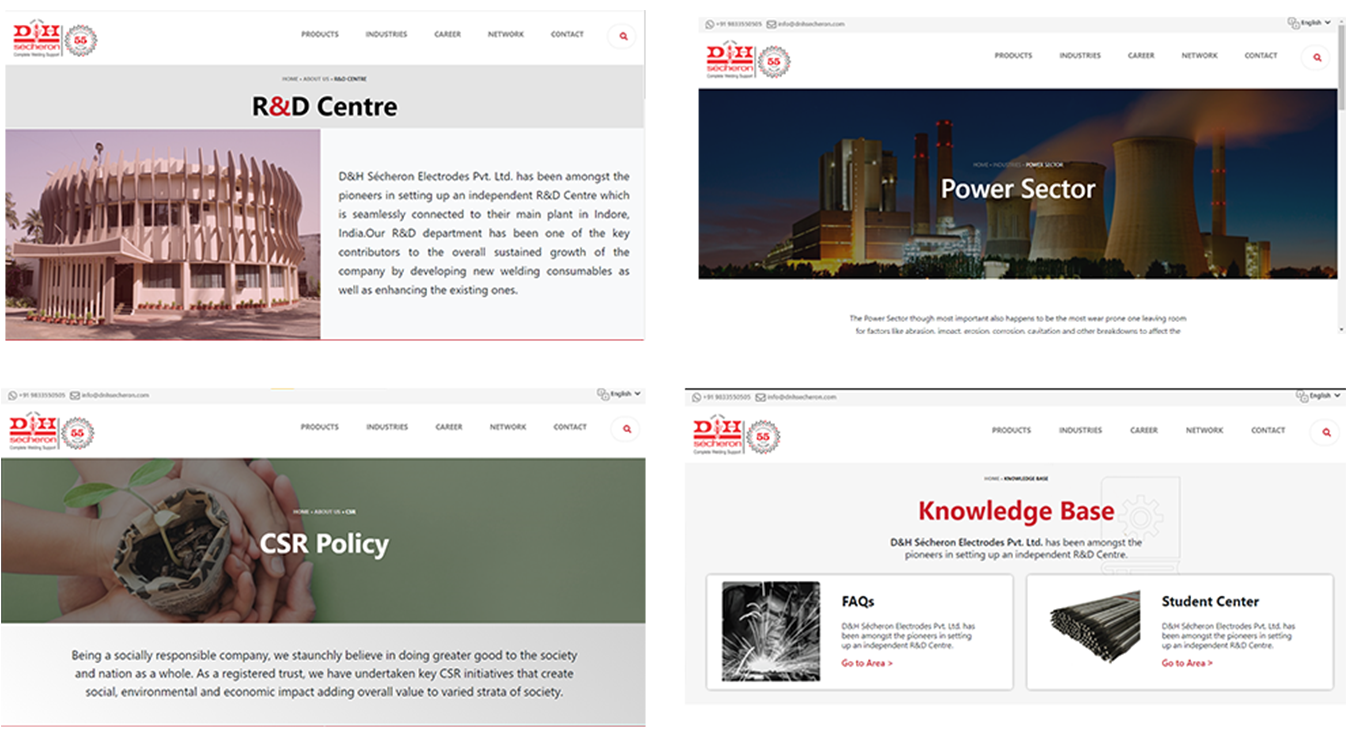 D&H
sécheron
55
Complete Welding Support
PRODUCTS INDUSTRIES CAREER NETWORK CONTACT
HOME • ABOUT US • R&D CENTRE
R&D Centre
D&H Sécheron Electrodes Pvt. Ltd. has been amongst the
pioneers in setting up an independent R&D Centre which
is seamlessly connected to their main plant in Indore,
India.Our R&D department has been one of the key
contributors to the overall sustained growth of the
company by developing new welding consumables as
well as enhancing the existing ones.
+91 9833550505 info@dnhsecheron.com English
D&H
sécheron
55
Complete Welding Support
PRODUCTS INDUSTRIES CAREER NETWORK CONTACT
HOME • INDUSTRIES • POWER SECTOR
Power Sector
The Power Sector though most important also happens to be the most wear prone one leaving room
for factors like abrasion, impact, erosion, corrosion, cavitation and other breakdowns to affect the
+91 9833550505 info@dnhsecheron.com English
D&H
sécheron
55
Complete Welding Support
PRODUCTS INDUSTRIES CAREER NETWORK CONTACT
HOME • ABOUT US • CSR
CSR Policy
Being a socially responsible company, we staunchly believe in doing greater good to the society
and nation as a whole. As a registered trust, we have undertaken key CSR initiatives that create
social, environmental and economic impact adding overall value to varied strata of society.
+91 9833550505 info@dnhsecheron.com English
D&H
sécheron
55
Complete Welding Support
PRODUCTS INDUSTRIES CAREER NETWORK CONTACT
HOME • KNOWLEDGE BASE
Knowledge Base
D&H Sécheron Electrodes Pvt. Ltd. has been amongst the
pioneers in setting up an independent R&D Centre.
FAQs
D&H Sécheron Electrodes Pvt. Ltd. has
been amongst the pioneers in setting
up an independent R&D Centre.
Go to Area >
Student Center
D&H Sécheron Electrodes Pvt. Ltd. has
been amongst the pioneers in setting
up an independent R&D Centre.
Go to Area >